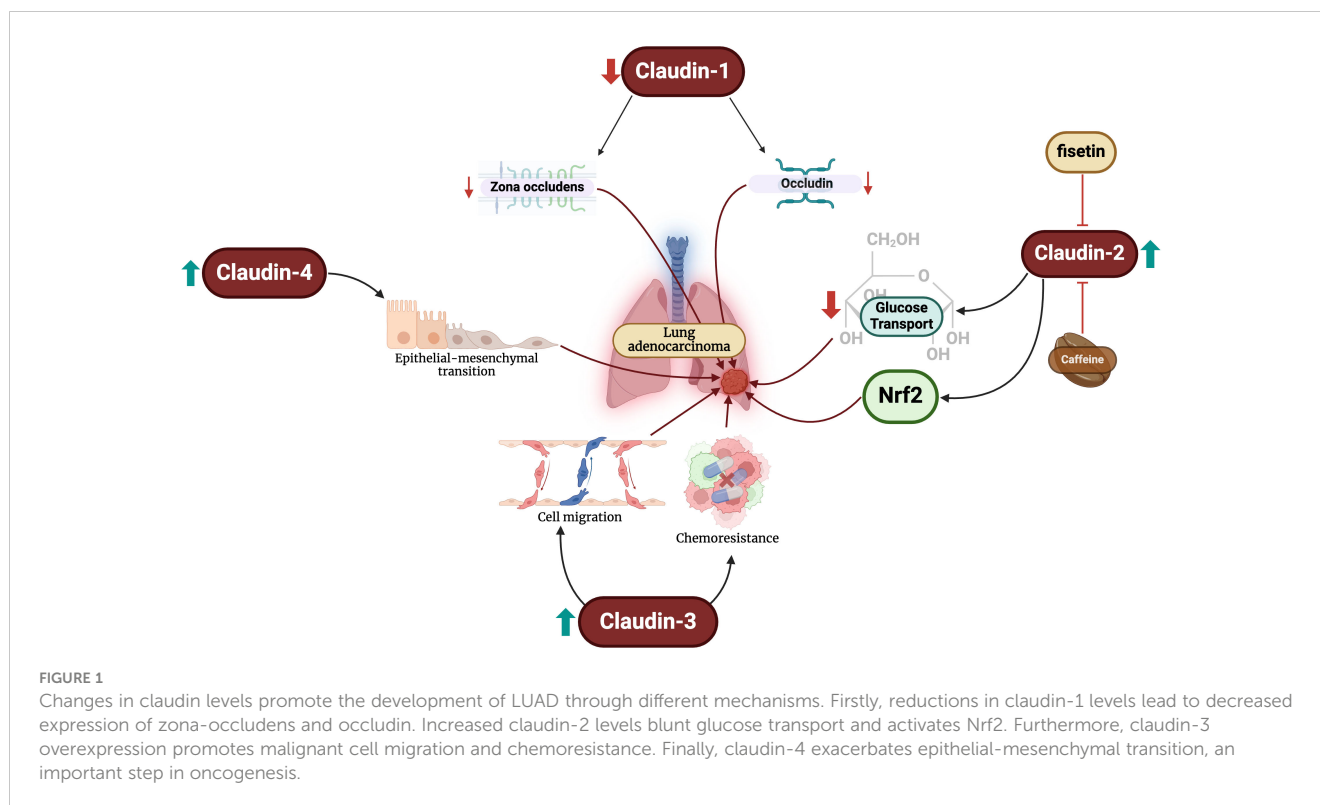 Claudin-1
Zona occludens
Occludin
fisetin
Claudin-4
Claudin-2
CH₂OH
O
OH
Glucose
Transport
OH
OH
OH
Caffeine
Lung
adenocarcinoma
Epithelial-mesenchymal
transition
Nrf2
Cell migration
Chemoresistance
Claudin-3
FIGURE 1
Changes in claudin levels promote the development of LUAD through different mechanisms. Firstly, reductions in claudin-1 levels lead to decreased
expression of zona-occludens and occludin. Increased claudin-2 levels blunt glucose transport and activates Nrf2. Furthermore, claudin-3
overexpression promotes malignant cell migration and chemoresistance. Finally, claudin-4 exacerbates epithelial-mesenchymal transition, an
important step in oncogenesis.